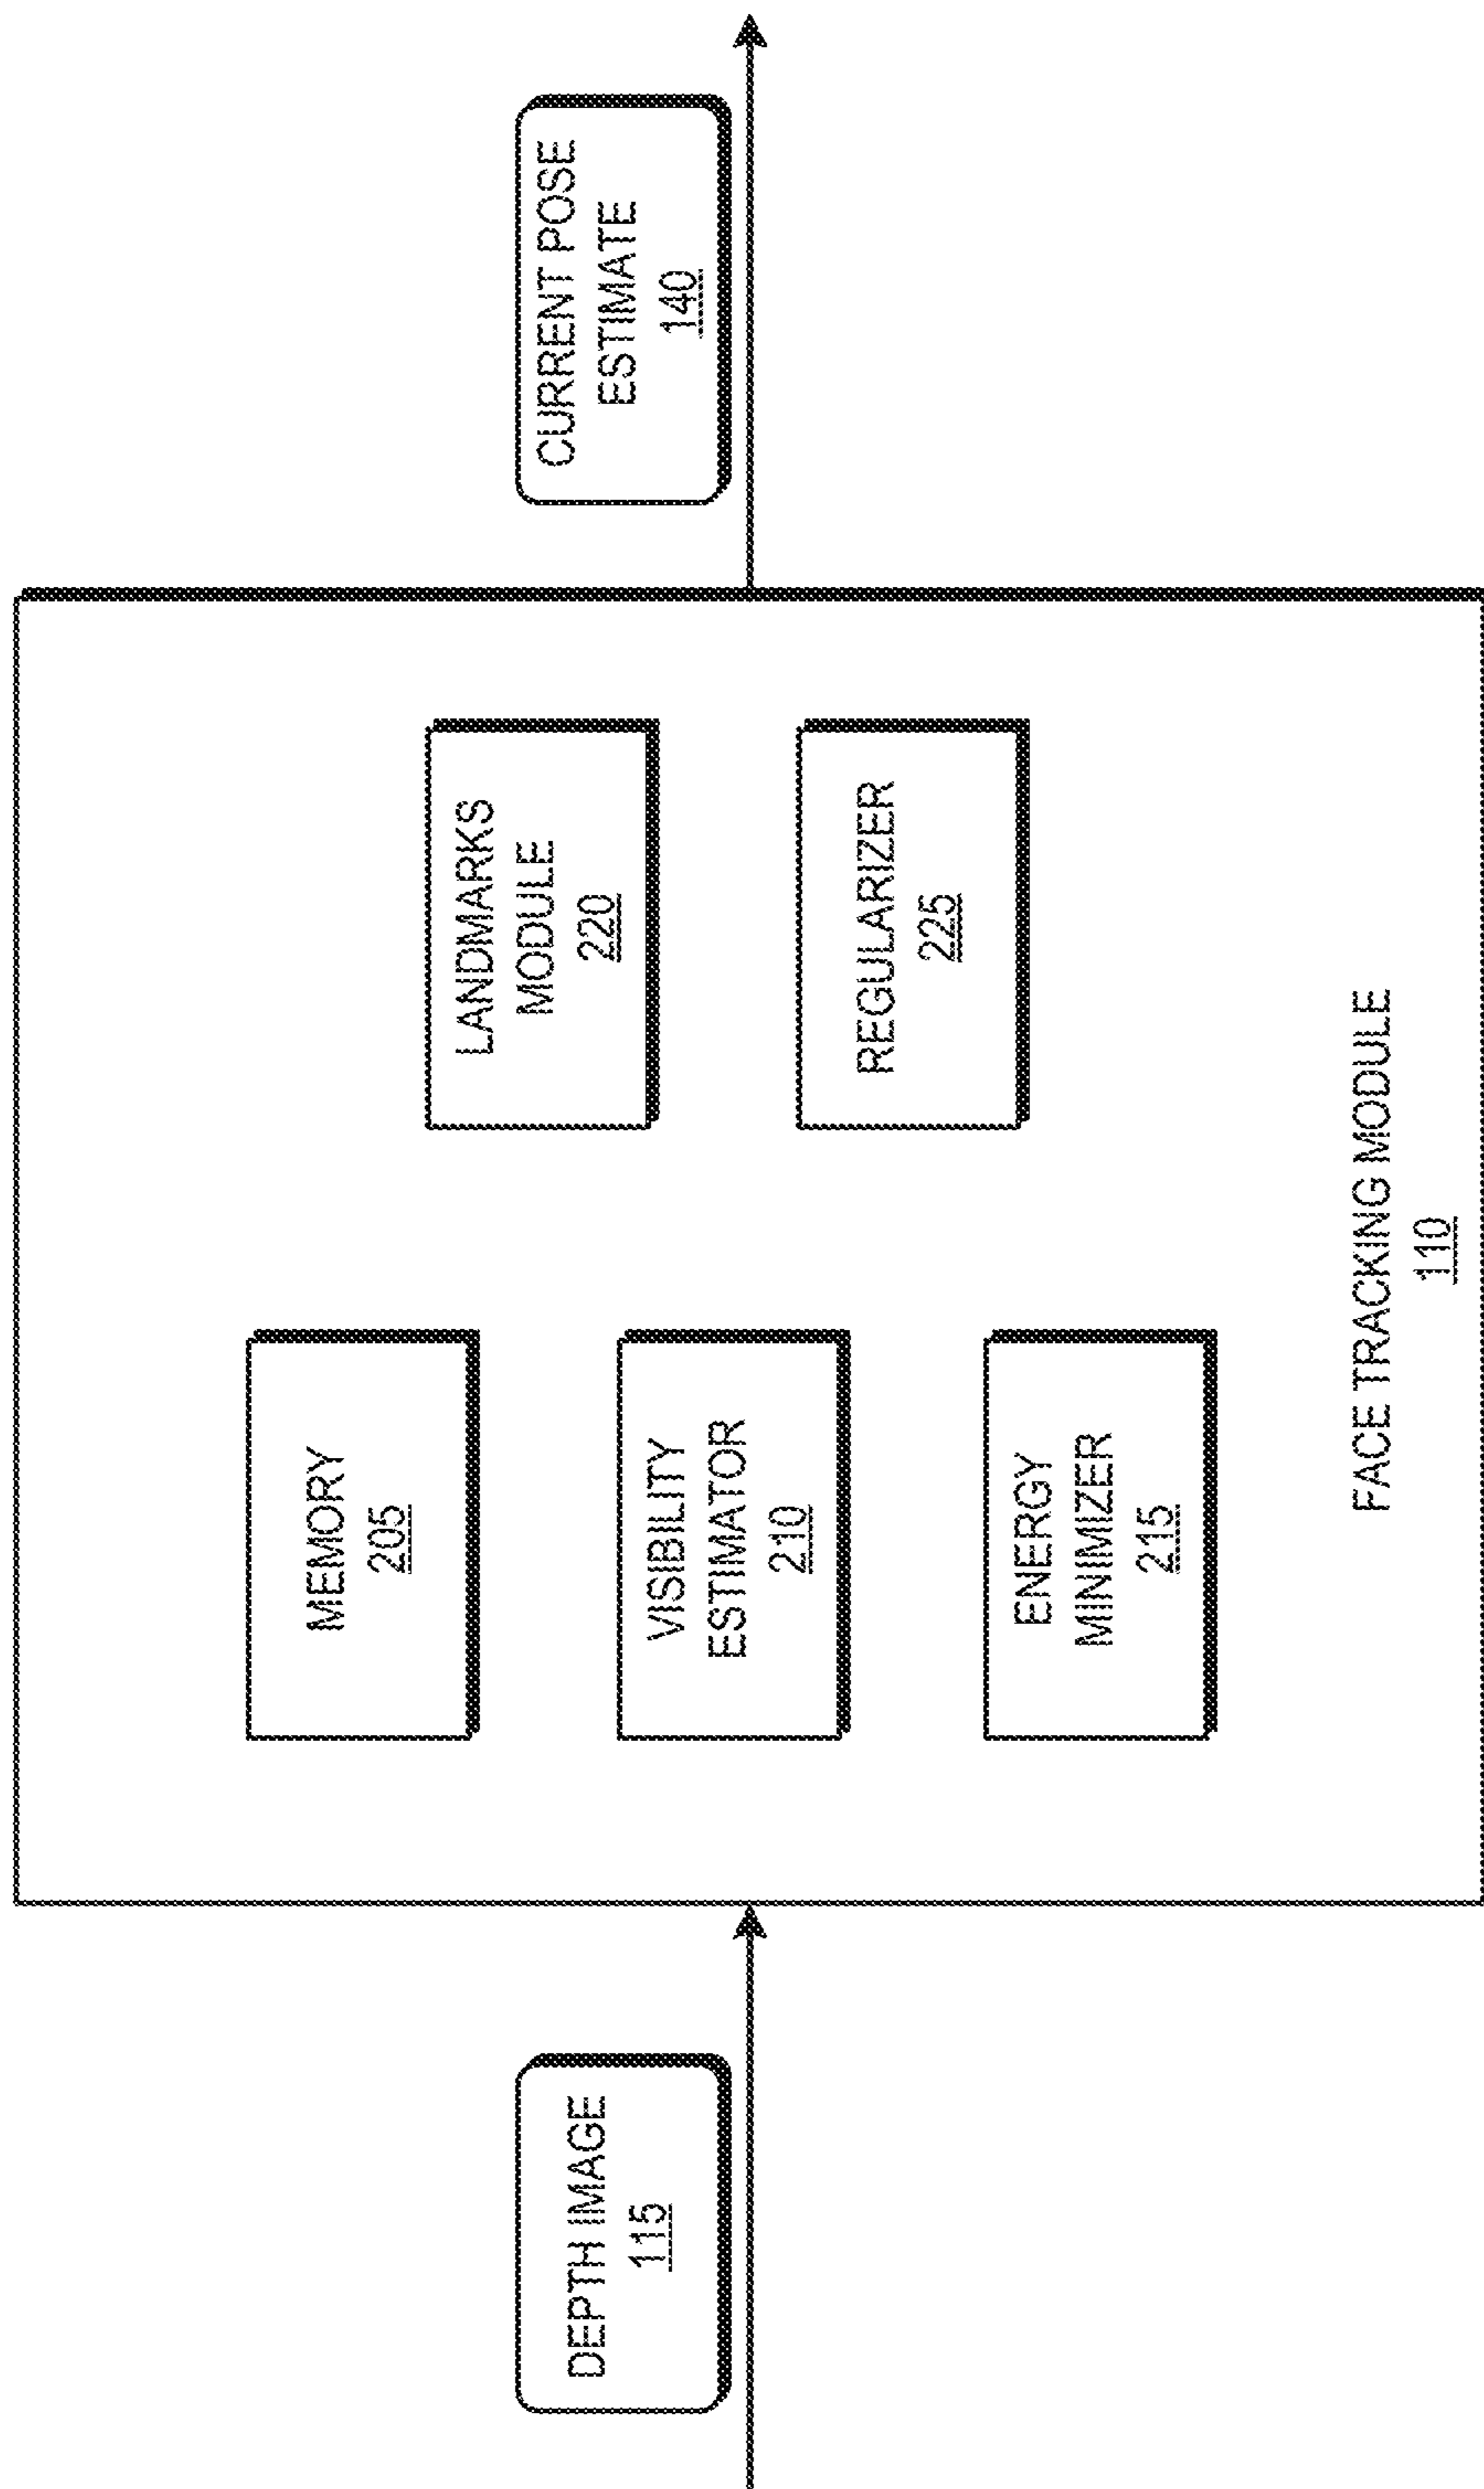 DEPTH IMAGE
115
MEMORY
205
VISIBILITY
ESTIMATOR
210
ENERGY
MINIMIZER
215
LANDMARKS
MODULE
220
REGULARIZER
225
FACE TRACKING MODULE
110
CURRENT POSE
ESTIMATE
140